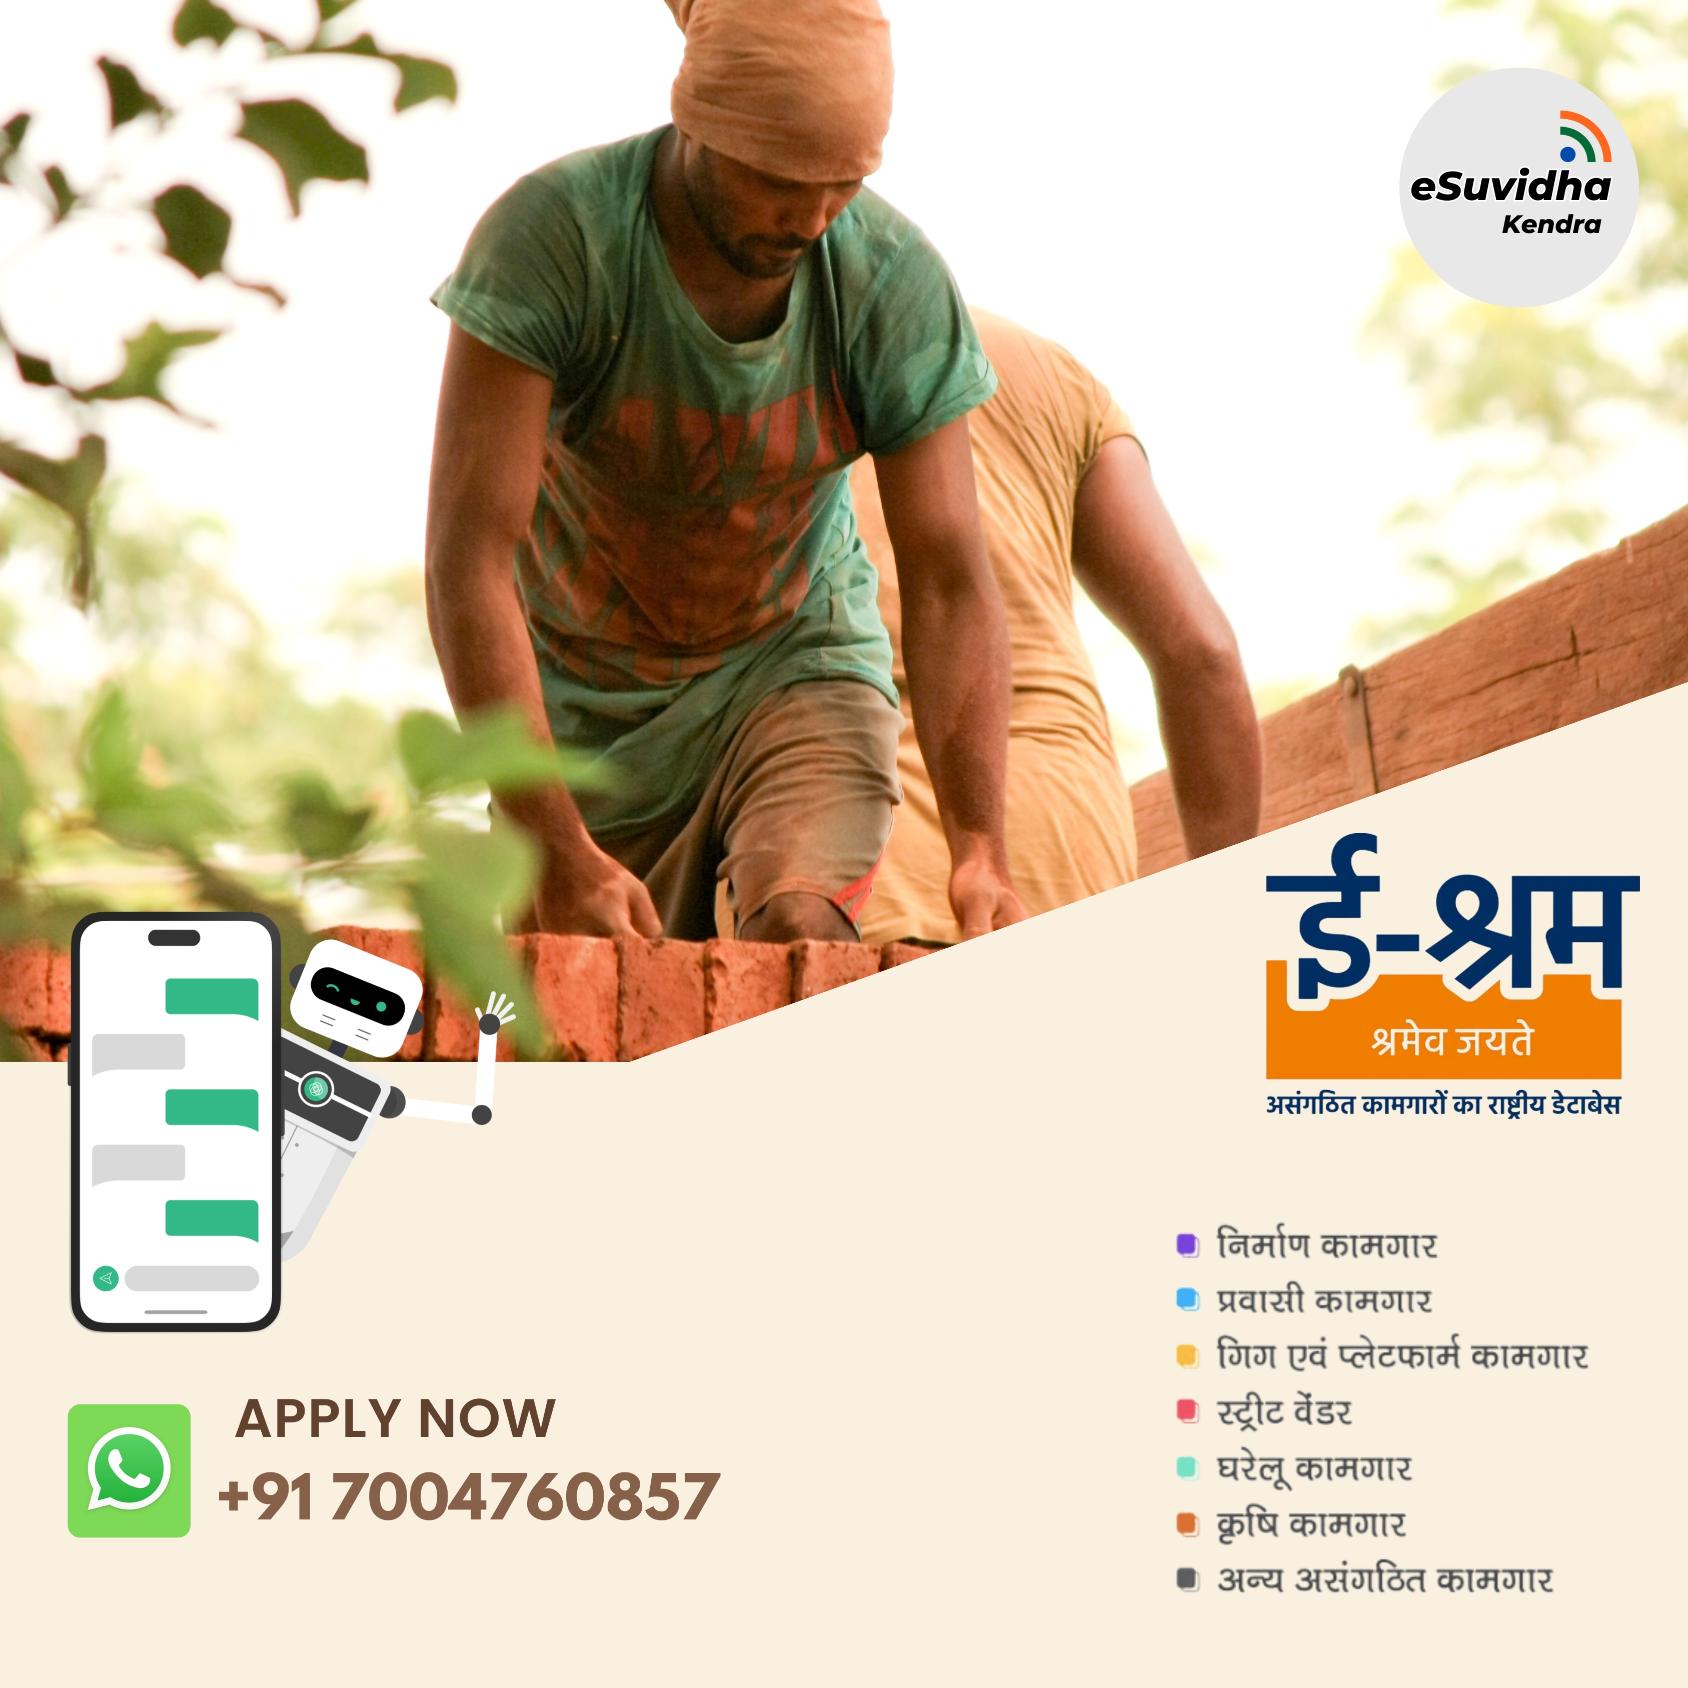 eSuvidha
Kendra
ई-श्रम
श्रमेव जयते
असंगठित कामगारों का राष्ट्रीय डेटाबेस
निर्माण कामगार
प्रवासी कामगार
गिग एवं प्लेटफार्म कामगार
स्ट्रीट वेंडर
घरेलू कामगार
कृषि कामगार
अन्य असंगठित कामगार
APPLY NOW
+91 7004760857